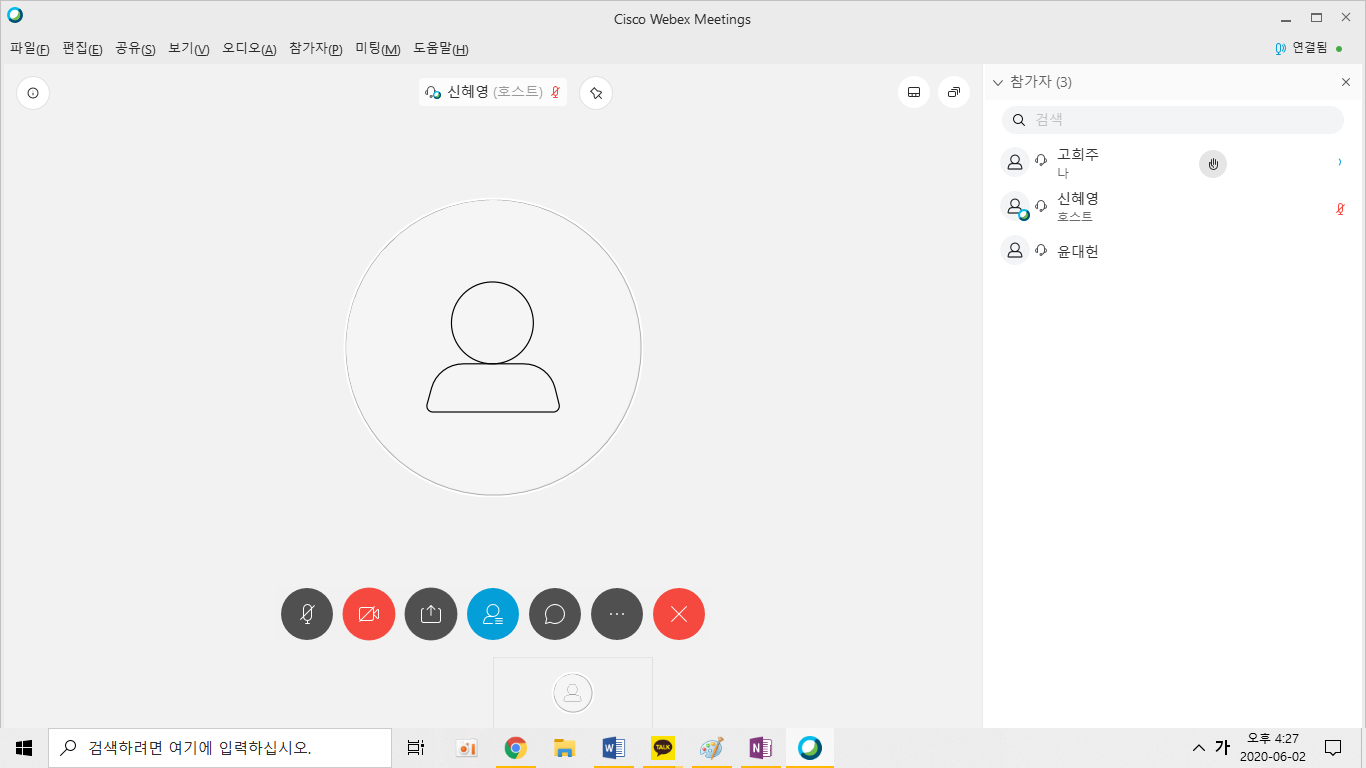 Cisco Webex Meetings
파일(F) 편집(E) 공유(S) 보기(V) 오디오(A) 참가자(P) 미팅(M) 도움말(H) 연결됨
신혜영 (호스트)
참가자 (3)
검색
고희주
나
신혜영
호스트
윤대헌
검색하려면 여기에 입력하십시오.
TALK
가
오후 4:27
2020-06-02